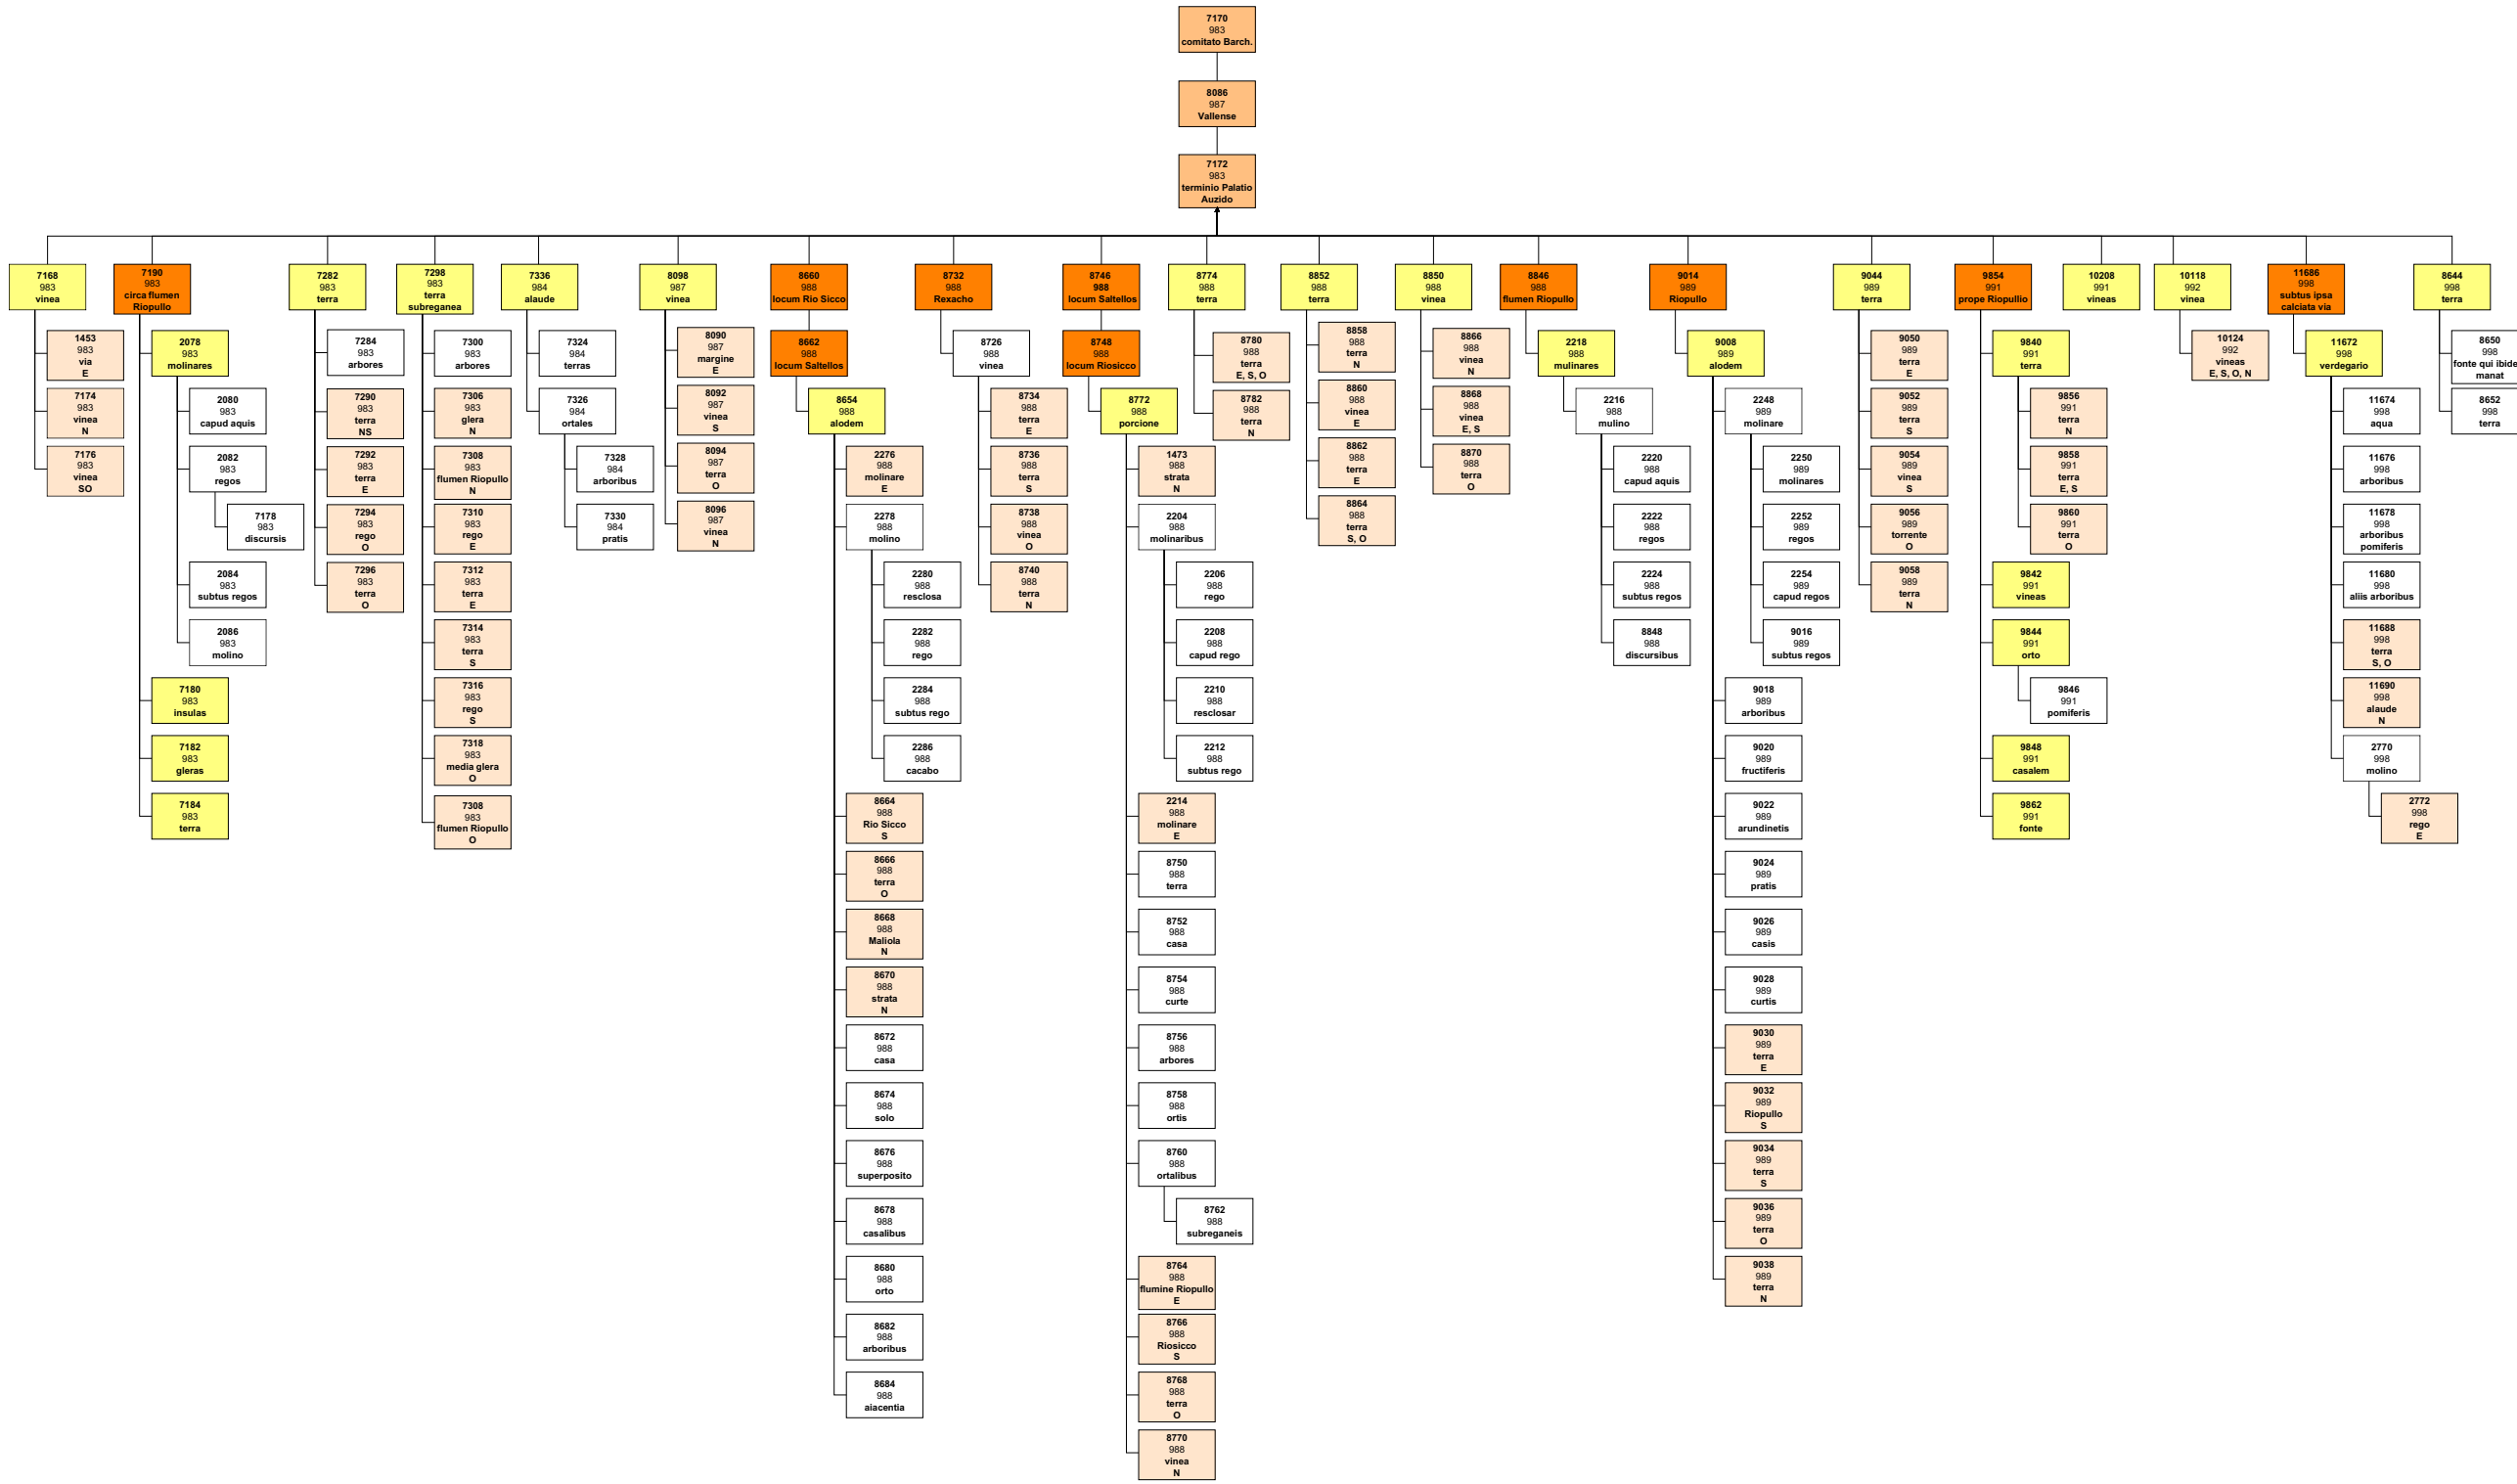 7170
983
comitato Barch.
8086
987
Vallense
7172
983
terminio Palatio
Auzido
7168
983
vinea
1453
983
via
E
7174
983
vinea
N
7176
983
vinea
SO
7190
983
circa flumen
Riopullo
2078
983
molinares
2080
983
capud aquis
2082
983
regos
7178
983
discursis
2084
983
subtus regos
2086
983
molino
7180
983
insulas
7182
983
gleras
7184
983
terra
7282
983
terra
7284
983
arbores
7290
983
terra
NS
7292
983
terra
E
7294
983
rego
O
7296
983
terra
O
7298
983
terra
subreganea
7300
983
arbores
7306
983
glera
N
7308
983
flumen Riopullo
N
7310
983
rego
E
7312
983
terra
E
7314
983
terra
S
7316
983
rego
S
7318
983
media glera
O
7308
983
flumen Riopullo
O
7336
984
alaude
7324
984
terras
7326
984
ortales
7328
984
arboribus
7330
984
pratis
8098
987
vinea
8090
987
margine
E
8092
987
vinea
S
8094
987
terra
O
8096
987
vinea
N
8660
988
locum Rio Sicco
8662
988
locum Saltellos
8654
988
alodem
2276
988
molinare
E
2278
988
molino
2280
988
resclosa
2282
988
rego
2284
988
subtus rego
2286
988
cacabo
8664
988
Rio Sicco
S
8666
988
terra
O
8668
988
Maliola
N
8670
988
strata
N
8672
988
casa
8674
988
solo
8676
988
superposito
8678
988
casalibus
8680
988
orto
8682
988
arboribus
8684
988
aiacentia
8732
988
Rexacho
8726
988
vinea
8734
988
terra
E
8736
988
terra
S
8738
988
vinea
O
8740
988
terra
N
8746
988
locum Saltellos
8748
988
locum Riosicco
8772
988
porcione
1473
988
strata
N
2204
988
molinaribus
2206
988
rego
2208
988
capud rego
2210
988
resclosar
2212
988
subtus rego
2214
988
molinare
E
8750
988
terra
8752
988
casa
8754
988
curte
8756
988
arbores
8758
988
ortis
8760
988
ortalibus
8762
988
subreganeis
8764
988
flumine Riopullo
E
8766
988
Riosicco
S
8768
988
terra
O
8770
988
vinea
N
8774
988
terra
8780
988
terra
E, S, O
8782
988
terra
N
8852
988
terra
8858
988
terra
N
8860
988
vinea
E
8862
988
terra
E
8864
988
terra
S, O
8850
988
vinea
8866
988
vinea
N
8868
988
vinea
E, S
8870
988
terra
O
8846
988
flumen Riopullo
2218
988
mulinares
2216
988
mulino
2220
988
capud aquis
2222
988
regos
2224
988
subtus regos
8848
988
discursibus
9014
989
Riopullo
9008
989
alodem
2248
989
molinare
2250
989
molinares
2252
989
regos
2254
989
capud regos
9016
989
subtus regos
9018
989
arboribus
9020
989
fructiferis
9022
989
arundinetis
9024
989
pratis
9026
989
casis
9028
989
curtis
9030
989
terra
E
9032
989
Riopullo
S
9034
989
terra
S
9036
989
terra
O
9038
989
terra
N
9044
989
terra
9050
989
terra
E
9052
989
terra
S
9054
989
vinea
S
9056
989
torrente
O
9058
989
terra
N
9854
991
prope Riopullio
9840
991
terra
9856
991
terra
N
9858
991
terra
E, S
9860
991
terra
O
9842
991
vineas
9844
991
orto
9846
991
pomiferis
9848
991
casalem
9862
991
fonte
10208
991
vineas
10118
992
vinea
10124
992
vineas
E, S, O, N
11686
998
subtus ipsa
calciata via
11672
998
verdegario
11674
998
aqua
11676
998
arboribus
11678
998
arboribus
pomiferis
11680
998
aliis arboribus
11688
998
terra
S, O
11690
998
alaude
N
2770
998
molino
2772
998
rego
E
8644
998
terra
8650
998
fonte qui ibide
manat
8652
998
terra